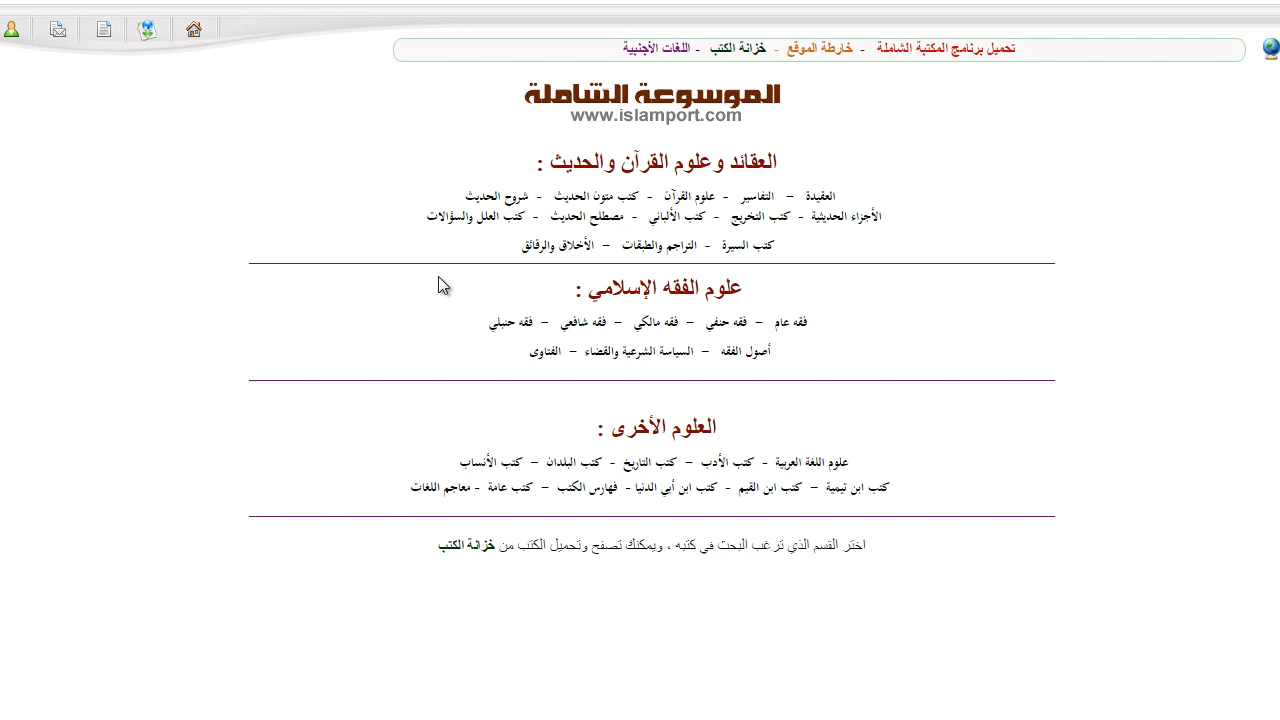 تحميل برنامج المكتبة الشاملة - خارطة الموقع - خزانة الكتب - اللغات الأجنبية
الموسوعة الشاملة
www.islamport.com
العقائد وعلوم القرآن والحديث :
العقيدة – التفاسير - علوم القرآن - كتب متون الحديث - شروح الحديث
الأجزاء الحديثية - كتب التخريج - كتب الألباني - مصطلح الحديث - كتب العلل والسؤالات
كتب السيرة - التراجم والطبقات – الأخلاق والرقائق
علوم الفقه الإسلامي :
فقه عام – فقه حنفي – فقه مالكي – فقه شافعي – فقه حنبلي
أصول الفقه – السياسة الشرعية والقضاء – الفتاوى
العلوم الأخرى :
علوم اللغة العربية - كتب الأدب – كتب التاريخ - كتب البلدان – كتب الأنساب
كتب ابن تيمية – كتب ابن القيم - كتب ابن أبي الدنيا - فهارس الكتب – كتب عامة - معاجم اللغات
اختر القسم الذي ترغب البحث في كتبه ، ويمكنك تصفح وتحميل الكتب من خزانة الكتب